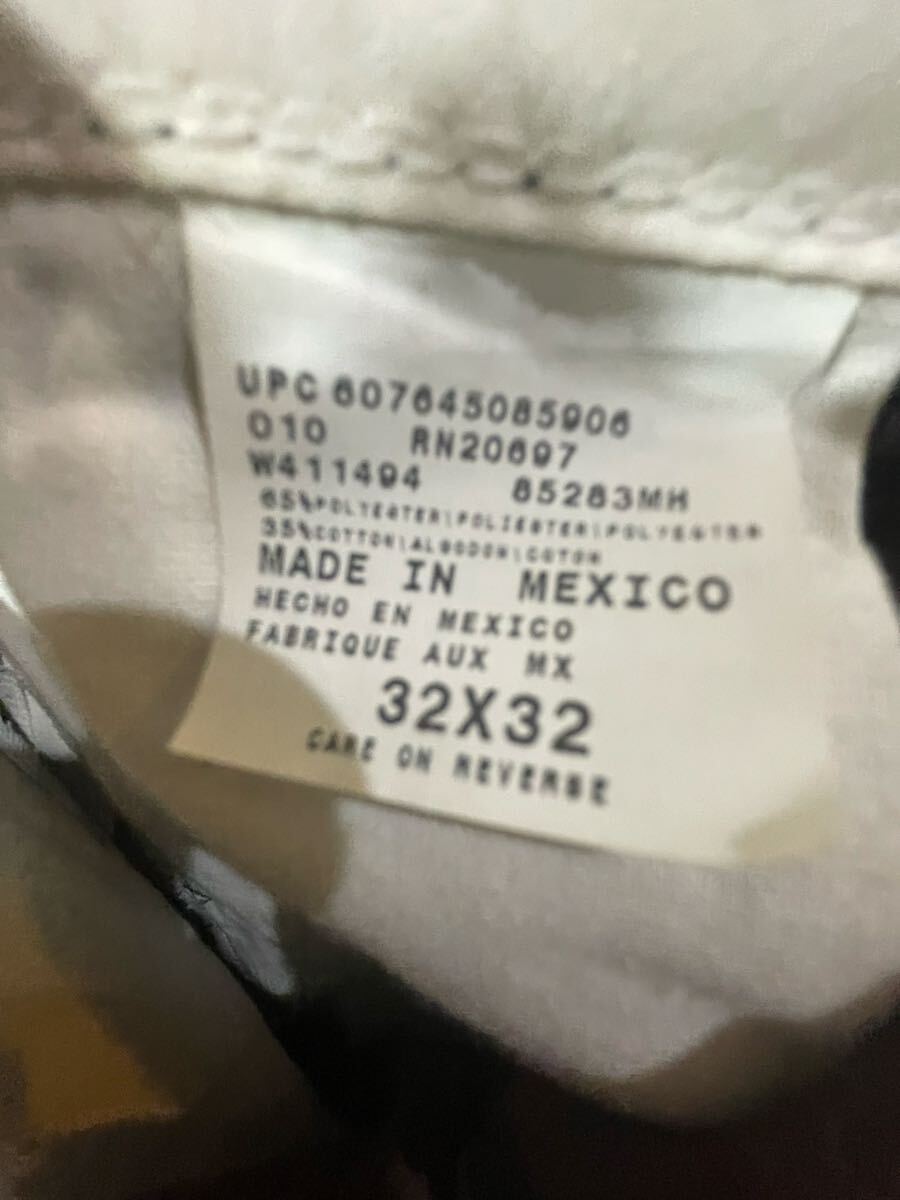 UPC 607645085906
010 RN20697
W411494 85283MH
65%POLYESTER\POLIESTER\POLYESTER
35%COTTON\ALGODON\COTON
MADE IN MEXICO
HECHO EN MEXICO
FABRIQUE AUX MX
32X32
CARE ON REVERSE